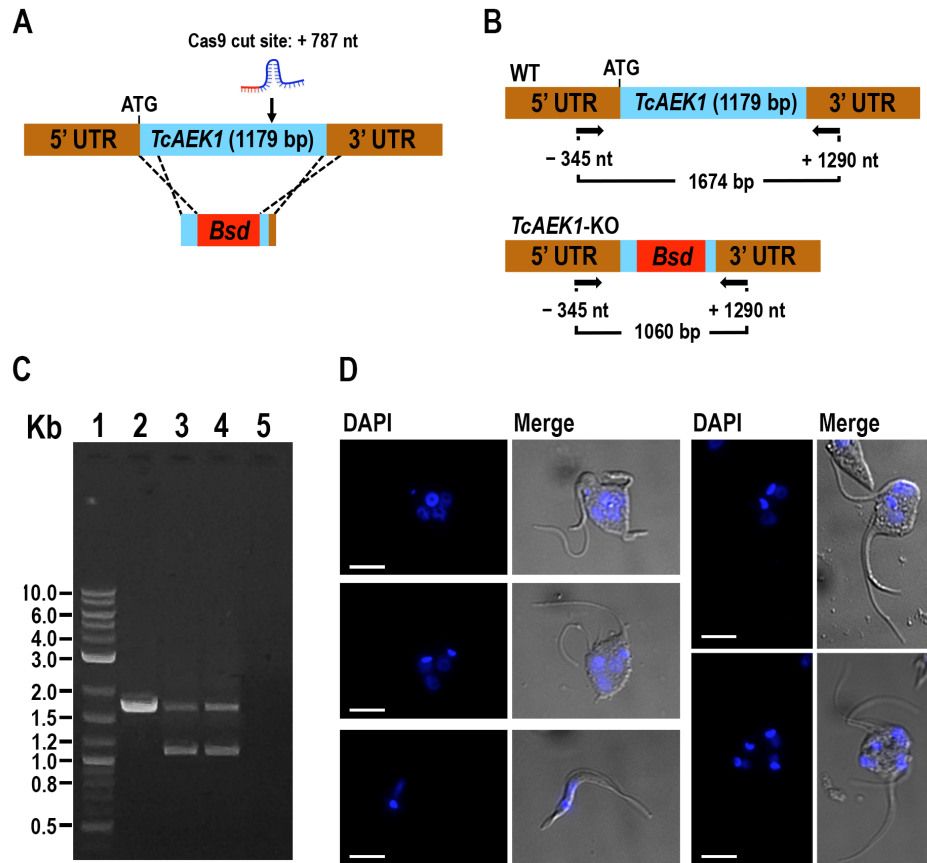 A
Cas9 cut site: + 787 nt
ATG
5’ UTR TcAEK1 (1179 bp) 3’ UTR
Bsd
B
WT
ATG
5’ UTR TcAEK1 (1179 bp) 3’ UTR
– 345 nt + 1290 nt
1674 bp
TcAEK1-KO
5’ UTR Bsd 3’ UTR
– 345 nt + 1290 nt
1060 bp
C
Kb 1 2 3 4 5
10.0
6.0
4.0
3.0
2.0
1.5
1.2
1.0
0.8
0.5
D
DAPI Merge DAPI Merge